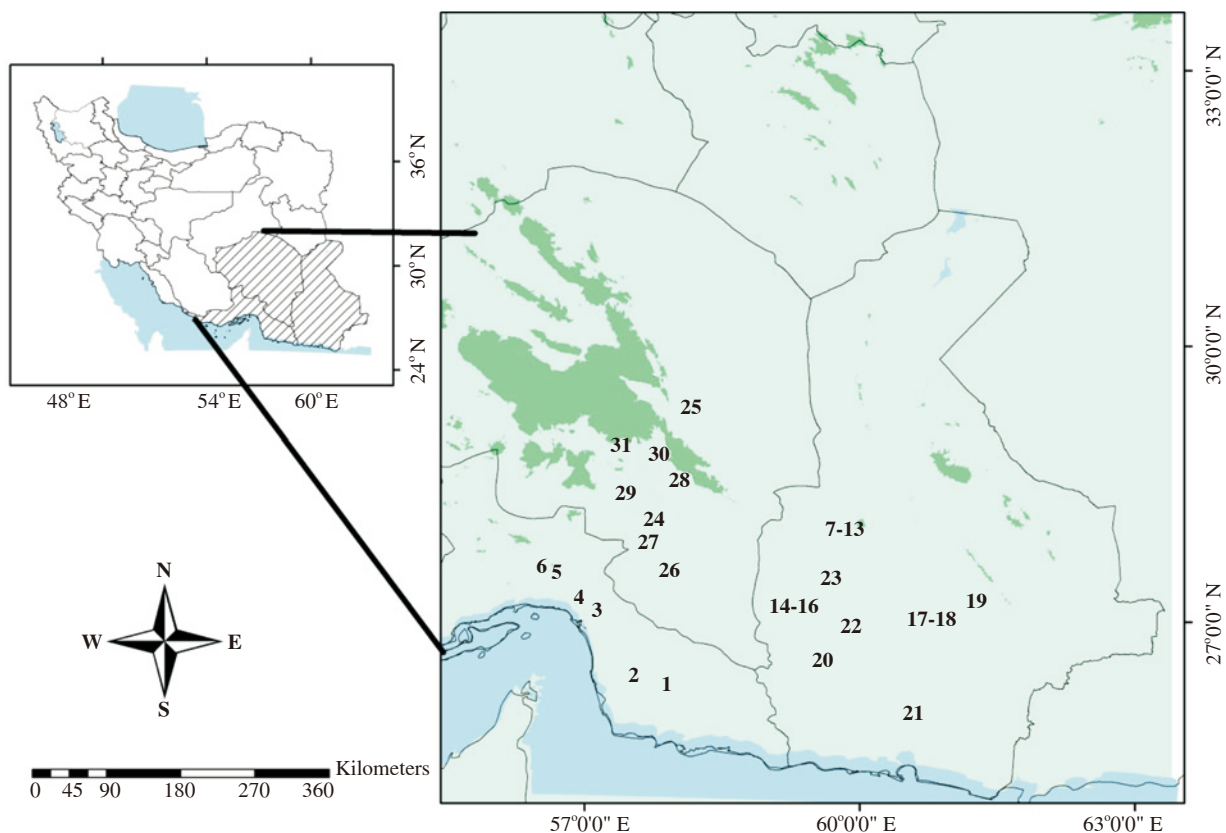 36° N
30° N
24° N
48° E
54° E
60° E
N
W
E
S
Kilometers
0 45 90 180 270 360
33°0'0" N
30°0'0" N
27°0'0" N
57°0'0" E
60°0'0" E
63°0'0" E
25
31
30
28
29
24
27
26
6
5
4
3
2
1
7-13
23
14-16
22
17-18
19
20
21